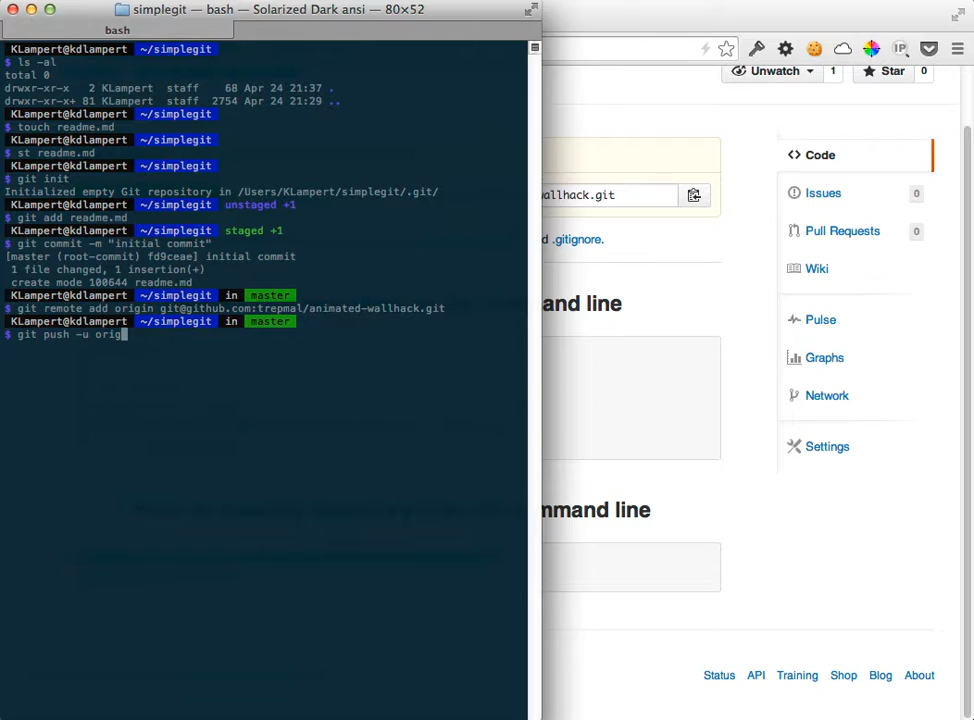 simplegit — bash — Solarized Dark ansi — 80×52
bash
KLampert@kdlampert ~/simplegit
$ ls -al
total 0
drwxr-xr-x 2 KLampert staff 68 Apr 24 21:37 .
drwxr-xr-x+ 81 KLampert staff 2754 Apr 24 21:29 ..
KLampert@kdlampert ~/simplegit
$ touch readme.md
KLampert@kdlampert ~/simplegit
$ st readme.md
KLampert@kdlampert ~/simplegit
$ git init
Initialized empty Git repository in /Users/KLampert/simplegit/.git/
KLampert@kdlampert ~/simplegit unstaged +1
$ git add readme.md
KLampert@kdlampert ~/simplegit staged +1
$ git commit -m "initial commit"
[master (root-commit) fd9ceae] initial commit
1 file changed, 1 insertion(+)
create mode 100644 readme.md
KLampert@kdlampert ~/simplegit in master
$ git remote add origin git@github.com:trepmal/animated-wallhack.git
KLampert@kdlampert ~/simplegit in master
$ git push -u orig
IP
Unwatch 1 Star 0
allhack.git
d .gitignore.
mmand line
mmand line
Code
Issues 0
Pull Requests 0
Wiki
Pulse
Graphs
Network
Settings
Status API Training Shop Blog About